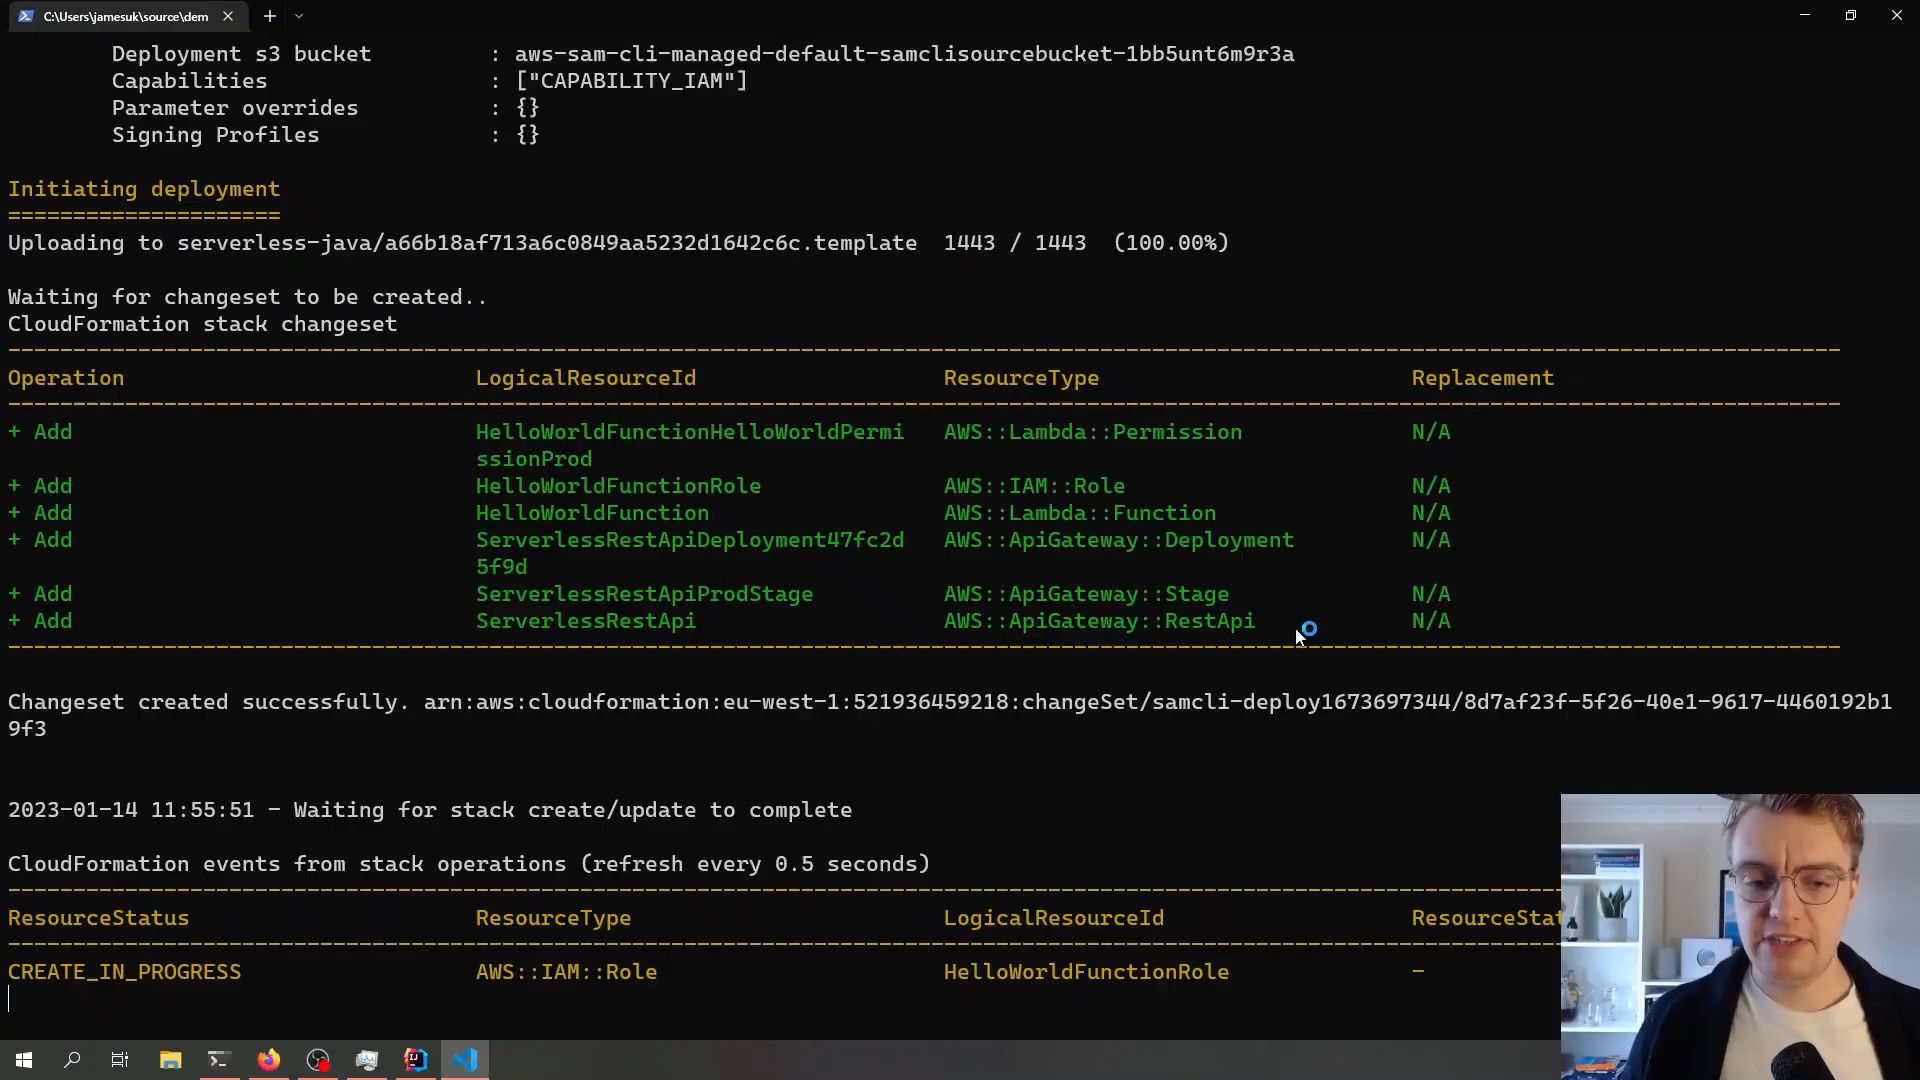 C:\Users\jamesuk\source\dem
Deployment s3 bucket : aws-sam-cli-managed-default-samclisourcebucket-1bb5unt6m9r3a
Capabilities : ["CAPABILITY_IAM"]
Parameter overrides : {}
Signing Profiles : {}
Initiating deployment
=====================
Uploading to serverless-java/a66b18af713a6c0849aa5232d1642c6c.template 1443 / 1443 (100.00%)
Waiting for changeset to be created..
CloudFormation stack changeset
Operation LogicalResourceId ResourceType Replacement
+ Add HelloWorldFunctionHelloWorldPermi AWS::Lambda::Permission N/A
ssionProd
+ Add HelloWorldFunctionRole AWS::IAM::Role N/A
+ Add HelloWorldFunction AWS::Lambda::Function N/A
+ Add ServerlessRestApiDeployment47fc2d AWS::ApiGateway::Deployment N/A
5f9d
+ Add ServerlessRestApiProdStage AWS::ApiGateway::Stage N/A
+ Add ServerlessRestApi AWS::ApiGateway::RestApi N/A
Changeset created successfully. arn:aws:cloudformation:eu-west-1:521936459218:changeSet/samcli-deploy1673697344/8d7af23f-5f26-40e1-9617-4460192b1
9f3
2023-01-14 11:55:51 - Waiting for stack create/update to complete
CloudFormation events from stack operations (refresh every 0.5 seconds)
ResourceStatus ResourceType LogicalResourceId ResourceStat
CREATE_IN_PROGRESS AWS::IAM::Role HelloWorldFunctionRole -